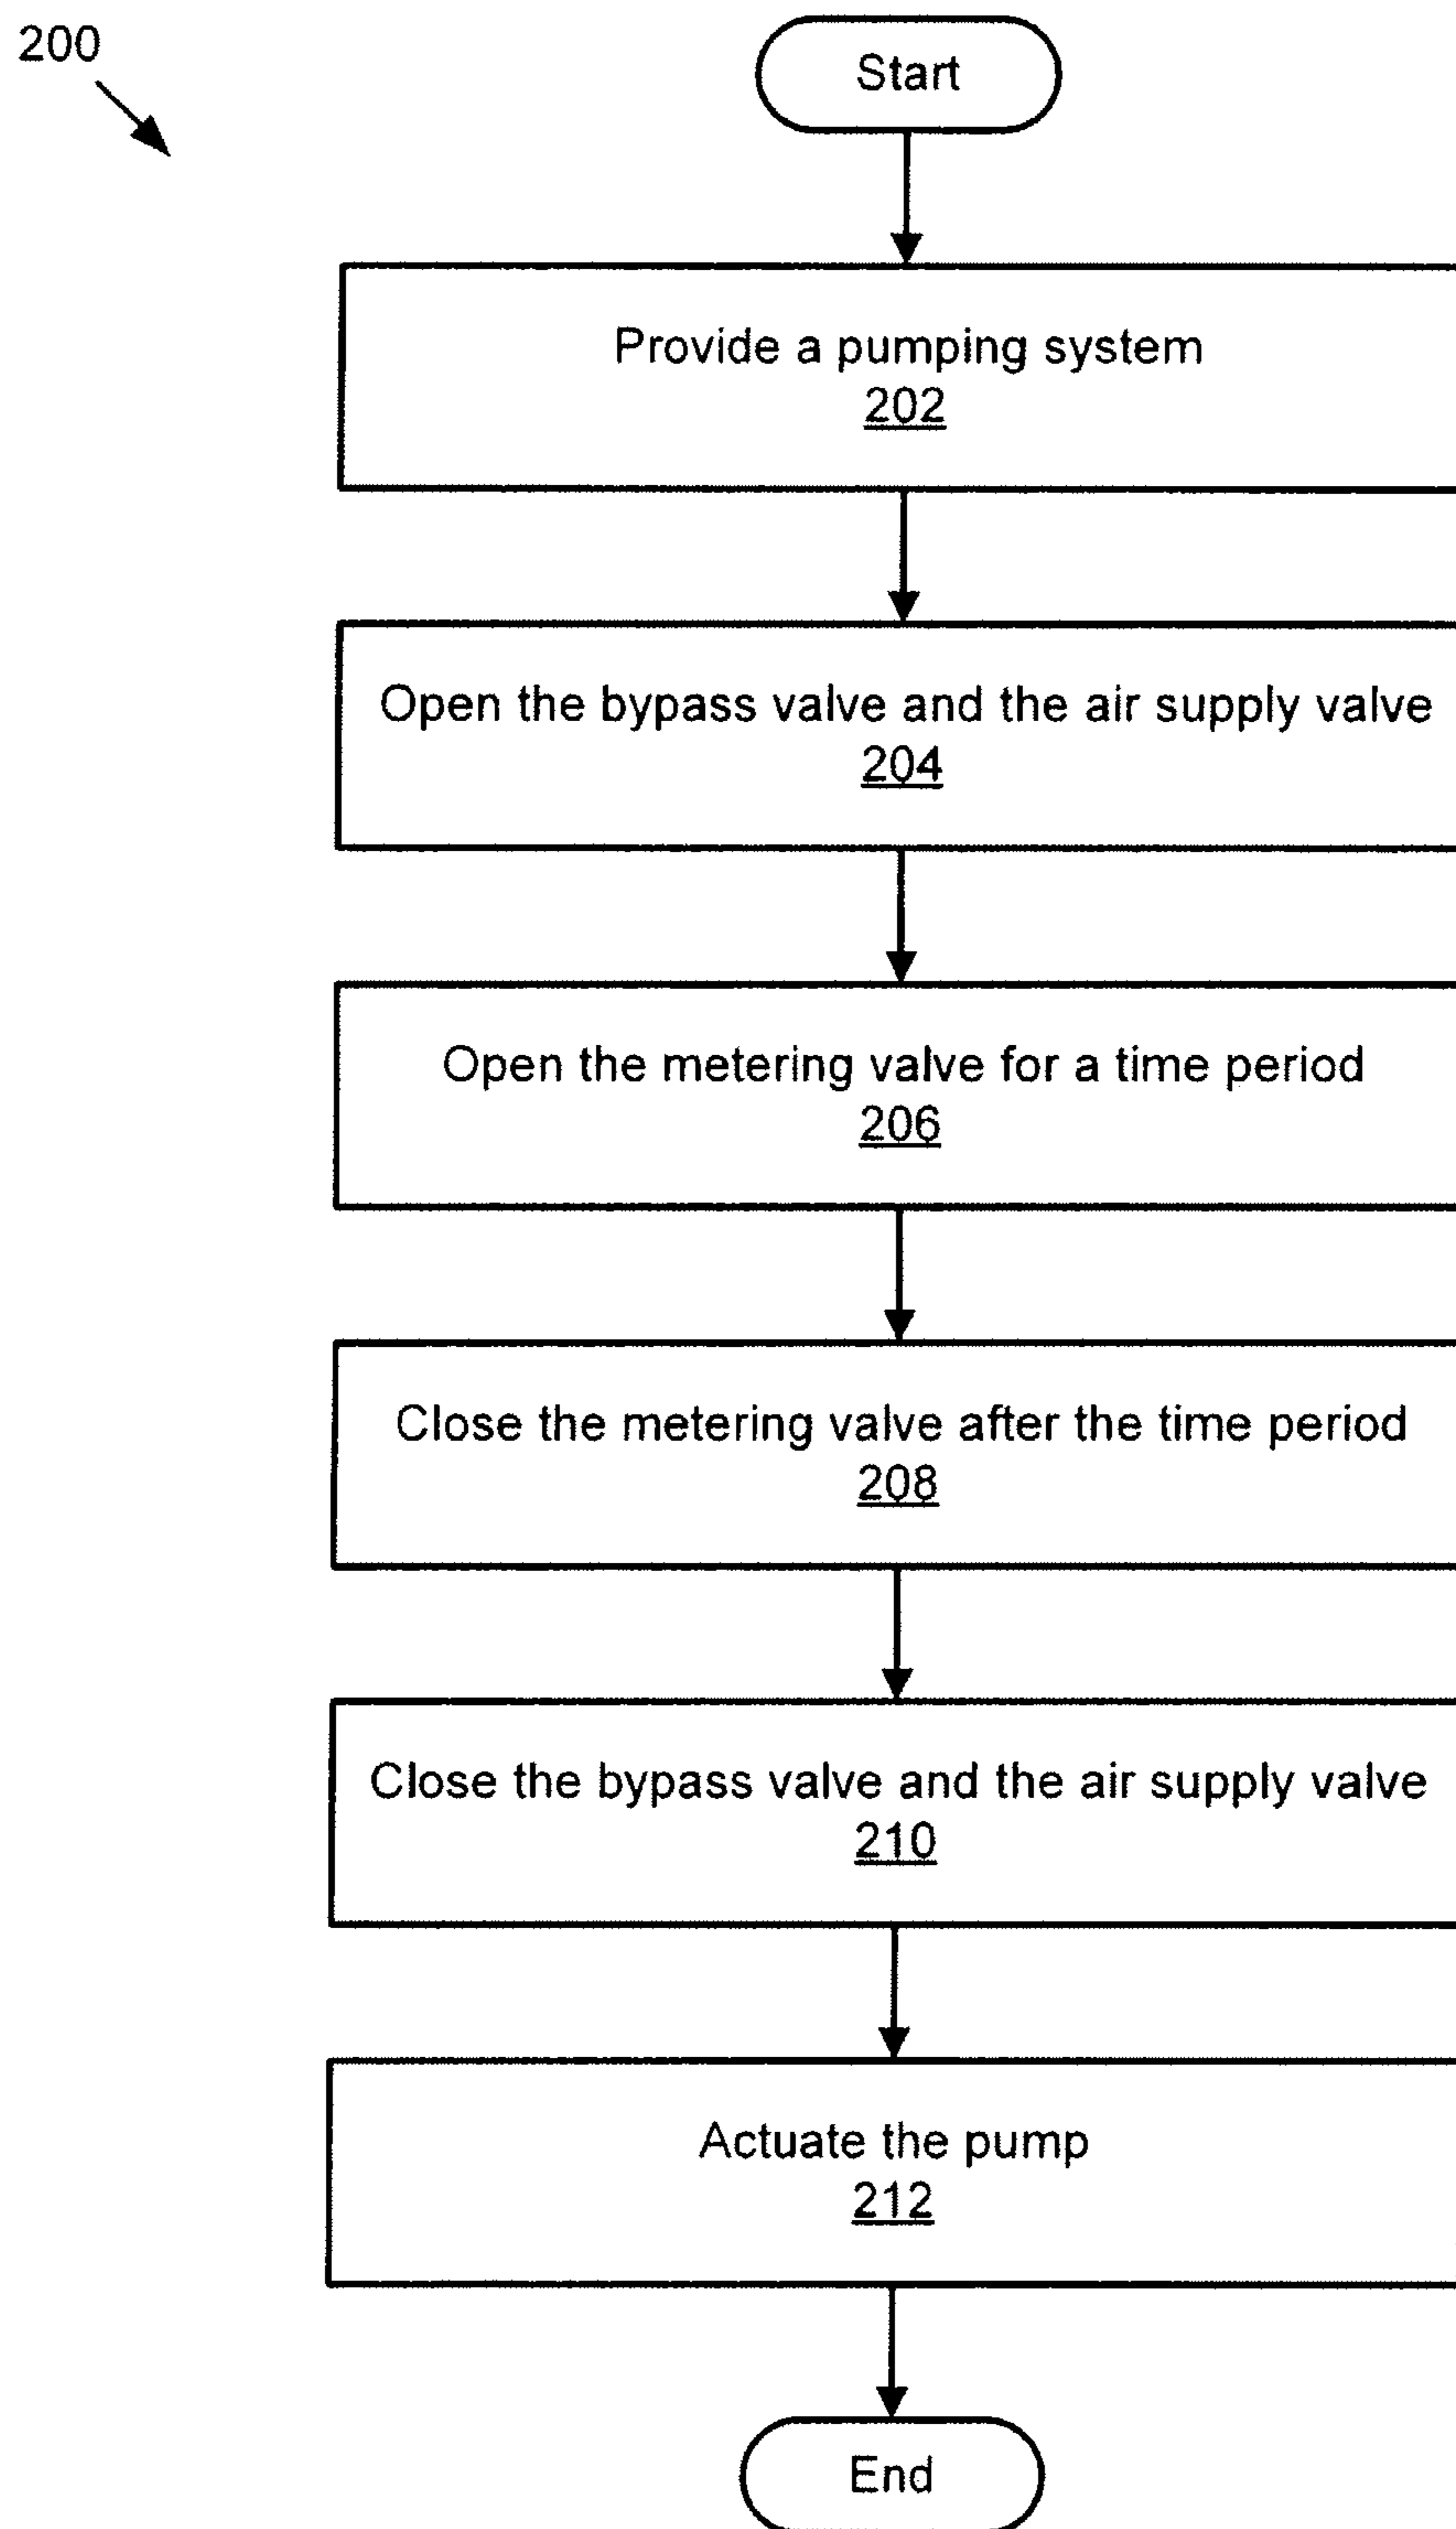 200
Start
Provide a pumping system
202
Open the bypass valve and the air supply valve
204
Open the metering valve for a time period
206
Close the metering valve after the time period
208
Close the bypass valve and the air supply valve
210
Actuate the pump
212
End